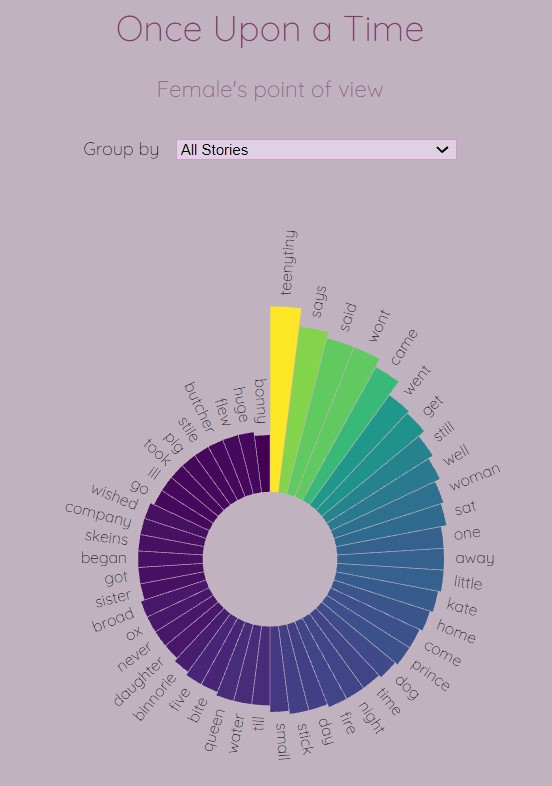 Once Upon a Time
Female's point of view
Group by
All Stories
teenytiny
says
said
wont
came
went
get
still
well
woman
sat
one
away
little
kate
home
come
prince
dog
time
night
fire
day
stick
small
till
water
queen
bite
five
binnorie
daughter
never
ox
broad
sister
got
began
skeins
company
wished
go
ill
took
pig
stile
butcher
flew
huge
bonny